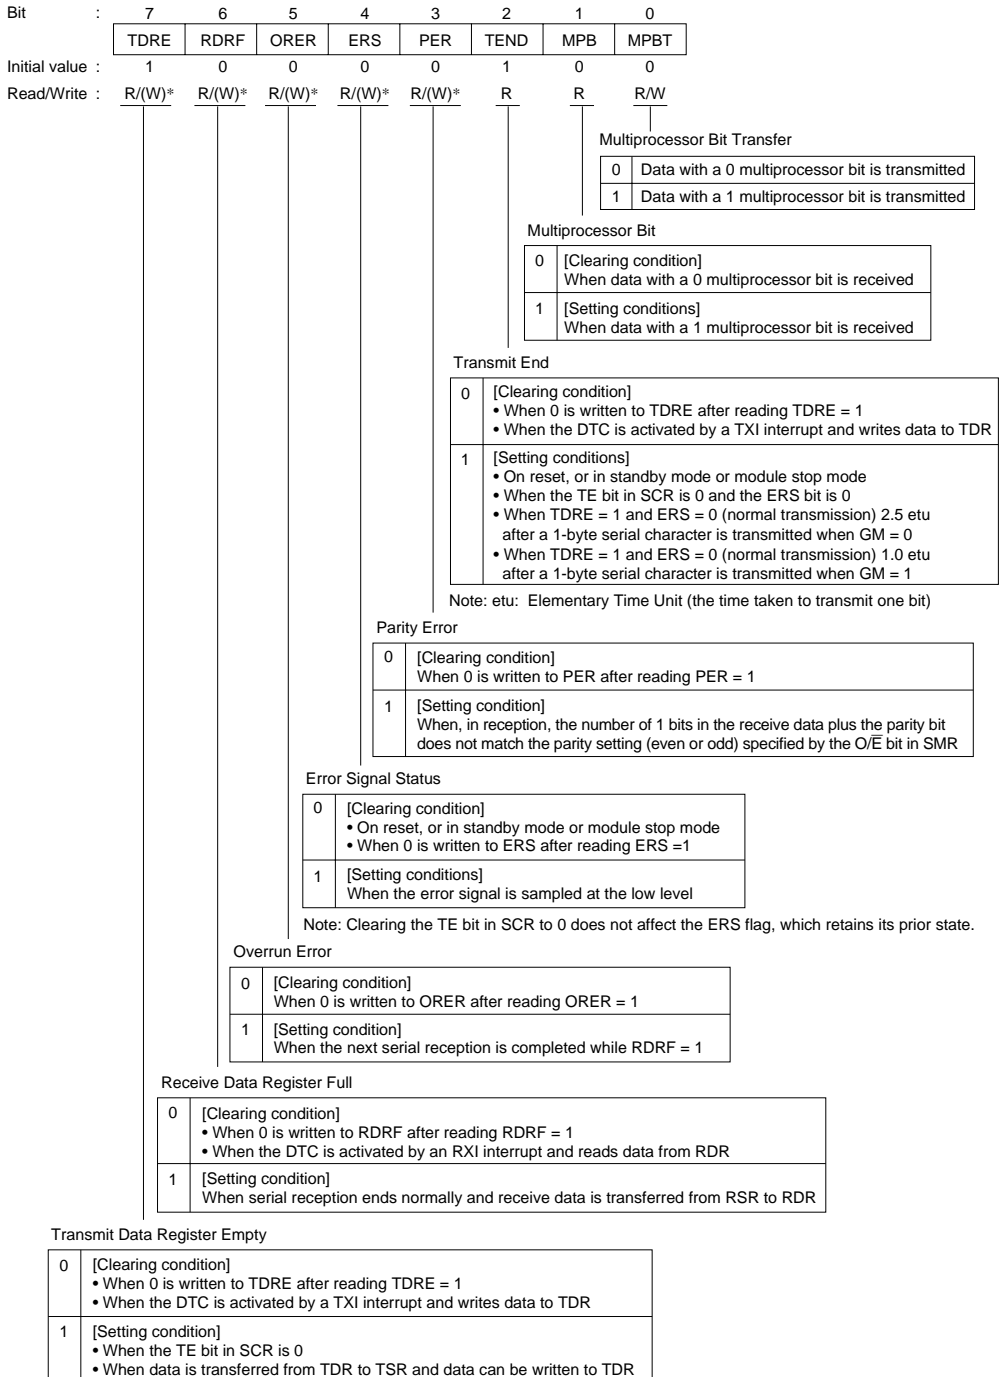 Bit : 7 6 5 4 3 2 1 0
TDRE RDRF ORER ERS PER TEND MPB MPBT
Initial value : 1 0 0 0 0 1 0 0
Read/Write : R/(W)* R/(W)* R/(W)* R/(W)* R/(W)* R R R/W
Multiprocessor Bit Transfer
0 Data with a 0 multiprocessor bit is transmitted
1 Data with a 1 multiprocessor bit is transmitted
Multiprocessor Bit
0 [Clearing condition]
When data with a 0 multiprocessor bit is received
1 [Setting conditions]
When data with a 1 multiprocessor bit is received
Transmit End
0 [Clearing condition]
• When 0 is written to TDRE after reading TDRE = 1
• When the DTC is activated by a TXI interrupt and writes data to TDR
1 [Setting conditions]
• On reset, or in standby mode or module stop mode
• When the TE bit in SCR is 0 and the ERS bit is 0
• When TDRE = 1 and ERS = 0 (normal transmission) 2.5 etu
after a 1-byte serial character is transmitted when GM = 0
• When TDRE = 1 and ERS = 0 (normal transmission) 1.0 etu
after a 1-byte serial character is transmitted when GM = 1
Note: etu: Elementary Time Unit (the time taken to transmit one bit)
Parity Error
0 [Clearing condition]
When 0 is written to PER after reading PER = 1
1 [Setting condition]
When, in reception, the number of 1 bits in the receive data plus the parity bit
does not match the parity setting (even or odd) specified by the O/E̅ bit in SMR
Error Signal Status
0 [Clearing condition]
• On reset, or in standby mode or module stop mode
• When 0 is written to ERS after reading ERS =1
1 [Setting conditions]
When the error signal is sampled at the low level
Note: Clearing the TE bit in SCR to 0 does not affect the ERS flag, which retains its prior state.
Overrun Error
0 [Clearing condition]
When 0 is written to ORER after reading ORER = 1
1 [Setting condition]
When the next serial reception is completed while RDRF = 1
Receive Data Register Full
0 [Clearing condition]
• When 0 is written to RDRF after reading RDRF = 1
• When the DTC is activated by an RXI interrupt and reads data from RDR
1 [Setting condition]
When serial reception ends normally and receive data is transferred from RSR to RDR
Transmit Data Register Empty
0 [Clearing condition]
• When 0 is written to TDRE after reading TDRE = 1
• When the DTC is activated by a TXI interrupt and writes data to TDR
1 [Setting condition]
• When the TE bit in SCR is 0
• When data is transferred from TDR to TSR and data can be written to TDR